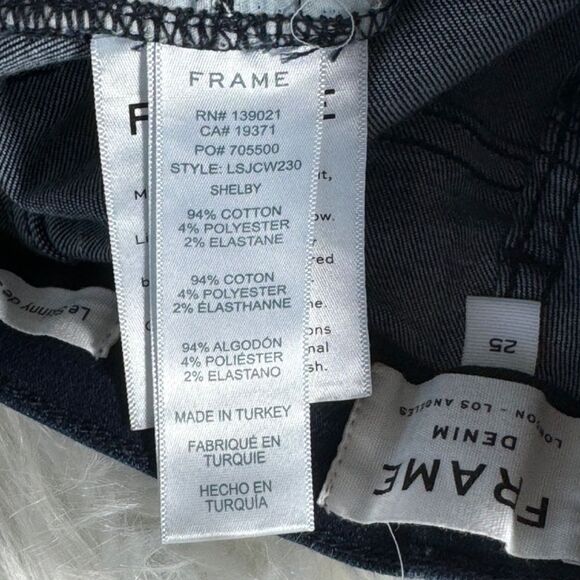 FRAME
RN# 139021
CA# 19371
PO# 705500
STYLE: LSJCW230
SHELBY
94% COTTON
4% POLYESTER
2% ELASTANE
94% COTON
4% POLYESTER
2% ÉLASTHANNE
94% ALGODÓN
4% POLIÉSTER
2% ELASTANO
MADE IN TURKEY
FABRIQUÉ EN
TURQUIE
HECHO EN
TURQUÍA
25
FRAME
DENIM
LONDON - LOS ANGELES